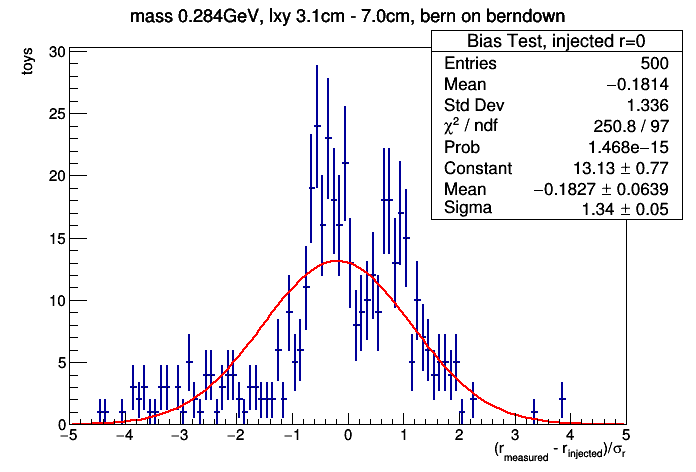 mass 0.284GeV, lxy 3.1cm - 7.0cm, bern on berndown
Bias Test, injected r=0
Entries 500
Mean −0.1814
Std Dev 1.336
χ² / ndf 250.8 / 97
Prob 1.468e−15
Constant 13.13 ± 0.77
Mean −0.1827 ± 0.0639
Sigma 1.34 ± 0.05
toys
30
25
20
15
10
5
0
−5 −4 −3 −2 −1 0 1 2 3 4 5
(r_measured - r_injected)/σ_r